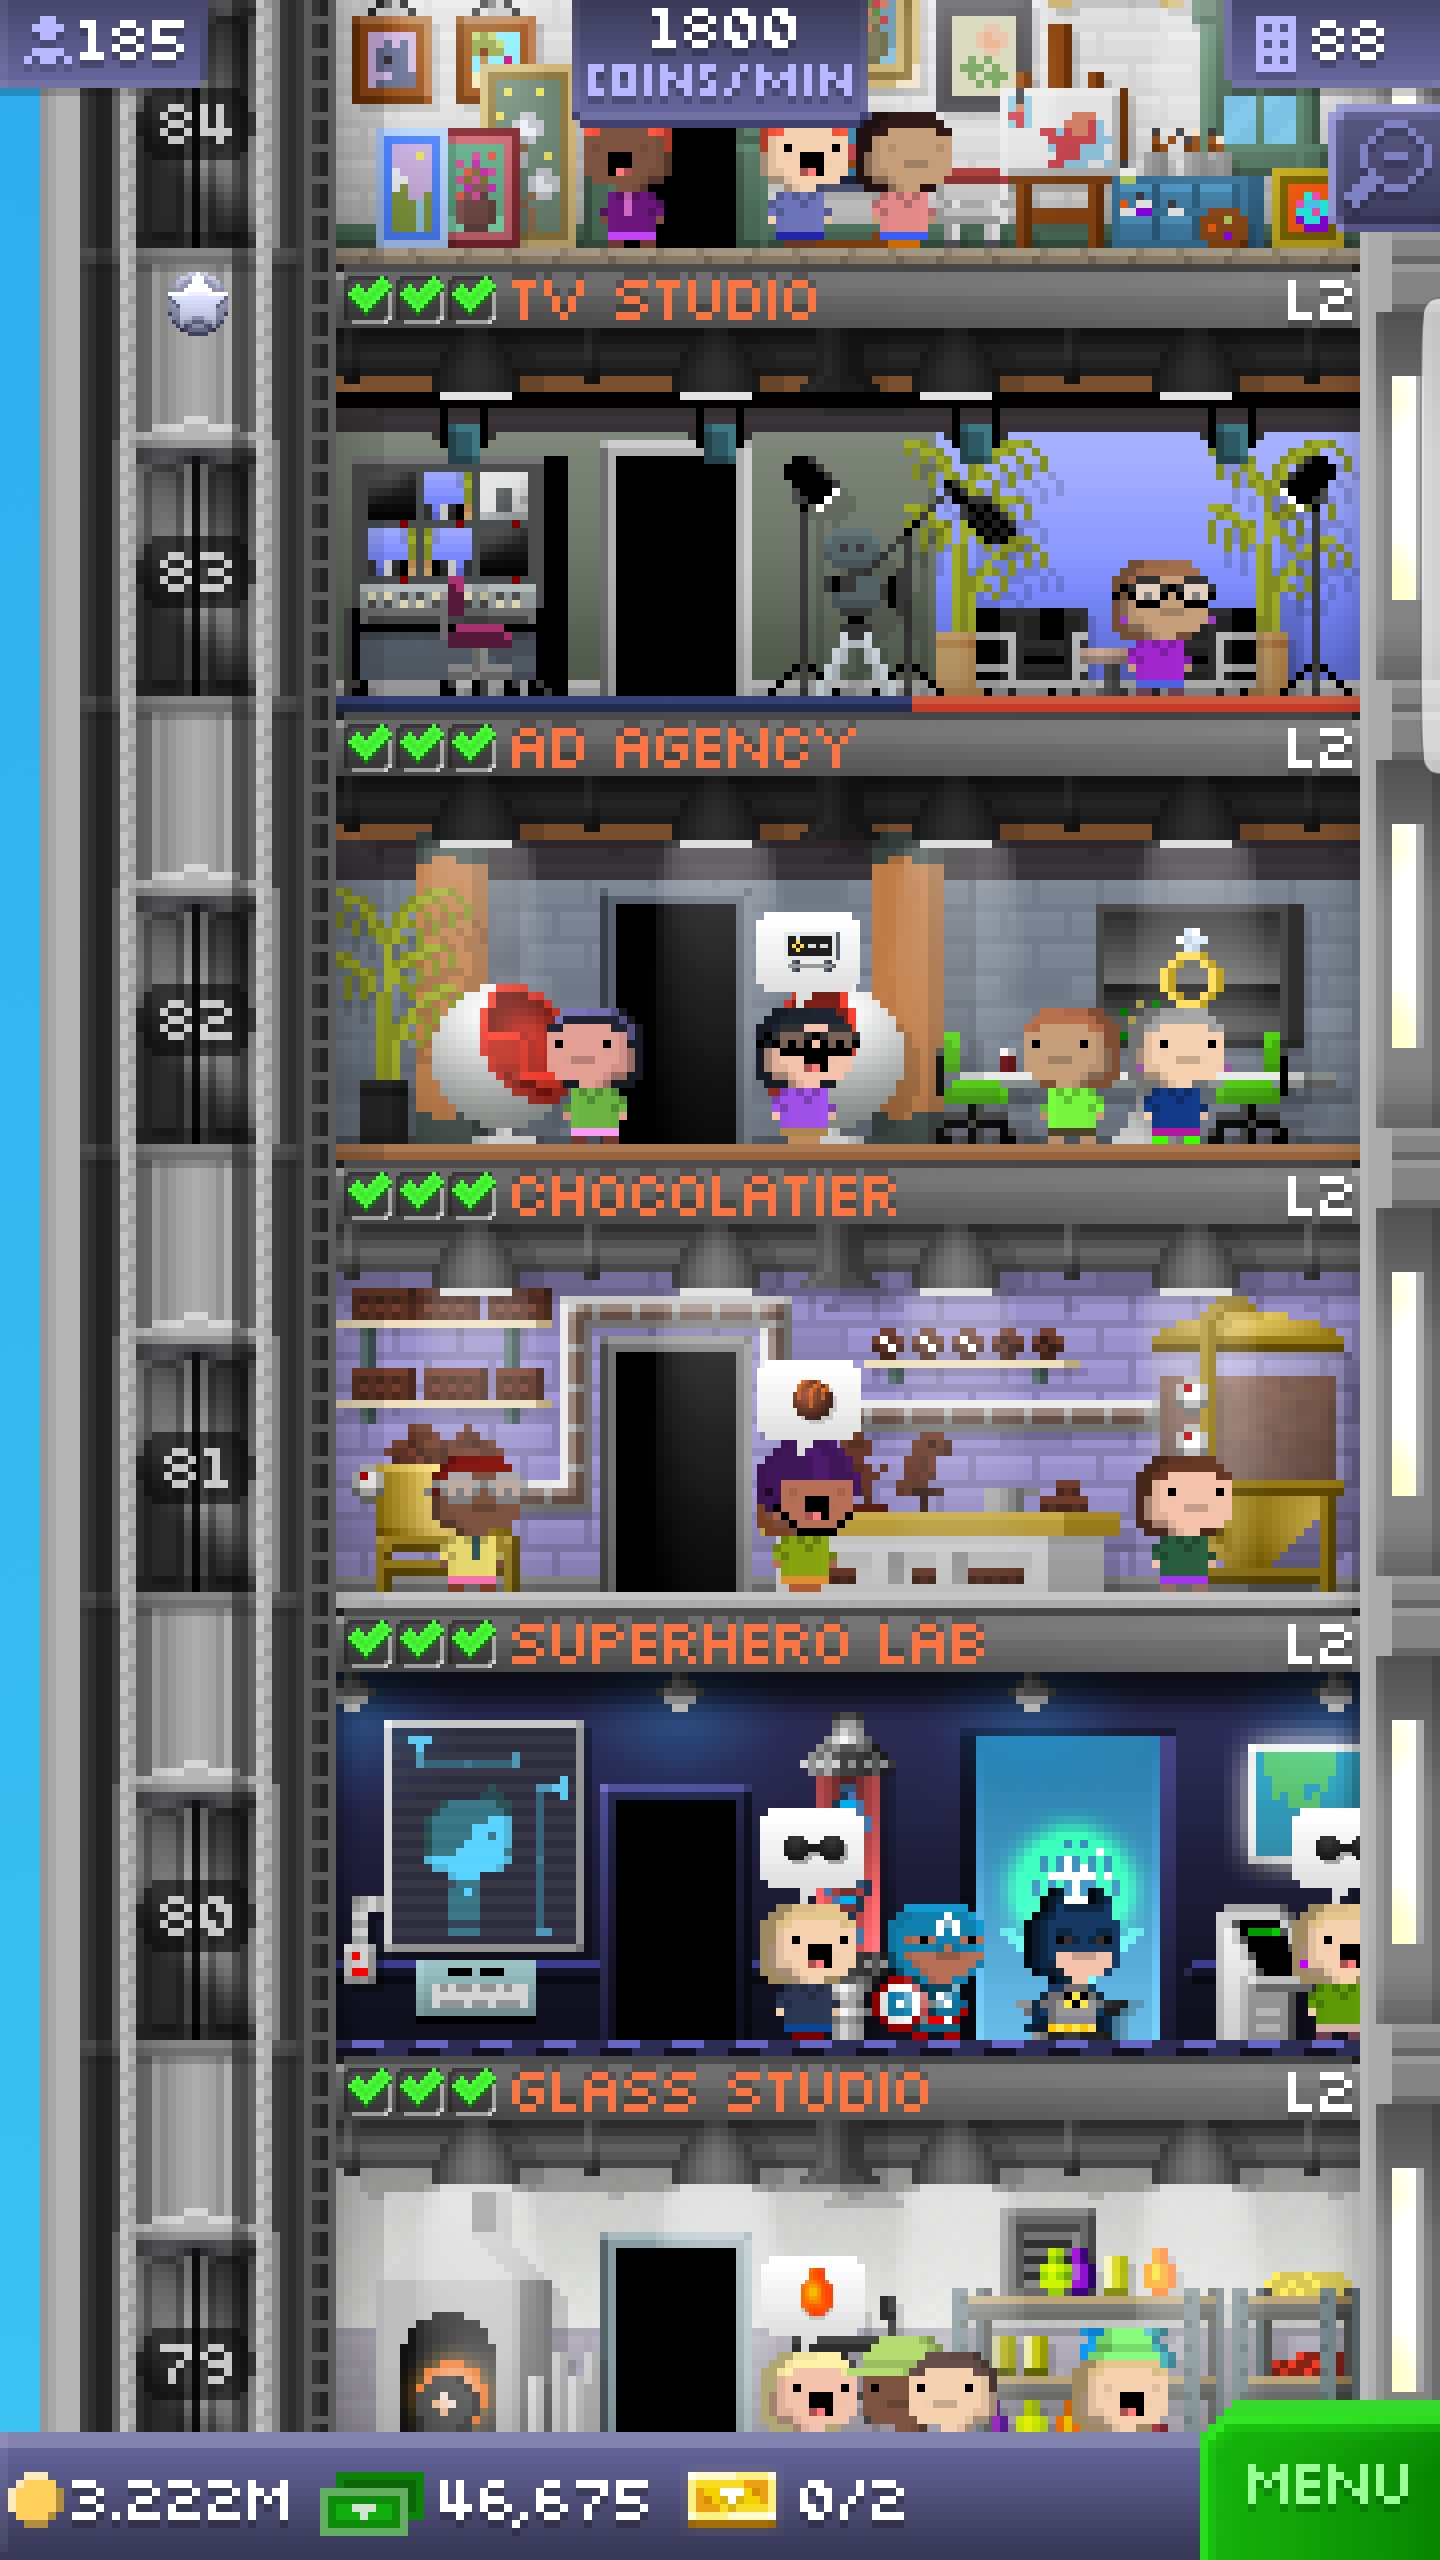 185
1800
COINS/MIN
88
84
TV STUDIO L2
83
AD AGENCY L2
82
CHOCOLATIER L2
81
SUPERHERO LAB L2
80
GLASS STUDIO L2
79
3.222M 46,675 0/2
MENU